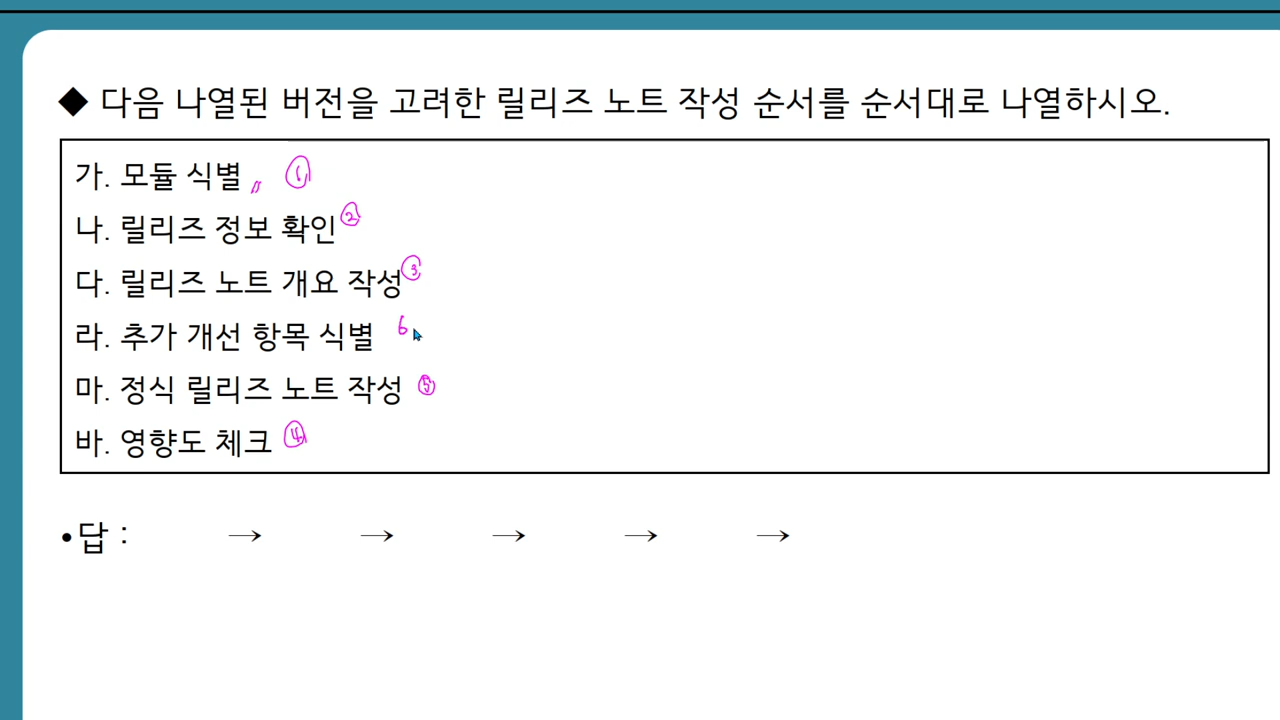 ◆ 다음 나열된 버전을 고려한 릴리즈 노트 작성 순서를 순서대로 나열하시오.
가. 모듈 식별 ①
나. 릴리즈 정보 확인 ②
다. 릴리즈 노트 개요 작성 ③
라. 추가 개선 항목 식별 6
마. 정식 릴리즈 노트 작성 ⑤
바. 영향도 체크 ④
•답 : → → → → →